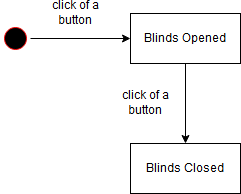 click of a
button
Blinds Opened
click of a
button
Blinds Closed